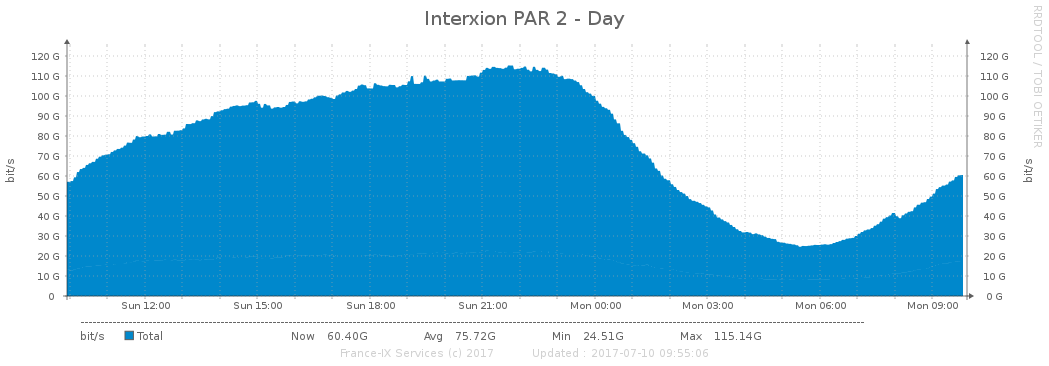 Interxion PAR 2 - Day
RRDTOOL / TOBI OETIKER
bit/s
bit/s
120 G 120 G
110 G 110 G
100 G 100 G
90 G 90 G
80 G 80 G
70 G 70 G
60 G 60 G
50 G 50 G
40 G 40 G
30 G 30 G
20 G 20 G
10 G 10 G
0 0 G
Sun 12:00 Sun 15:00 Sun 18:00 Sun 21:00 Mon 00:00 Mon 03:00 Mon 06:00 Mon 09:00
bit/s Total Now 60.40G Avg 75.72G Min 24.51G Max 115.14G
France-IX Services (c) 2017 Updated : 2017-07-10 09:55:06